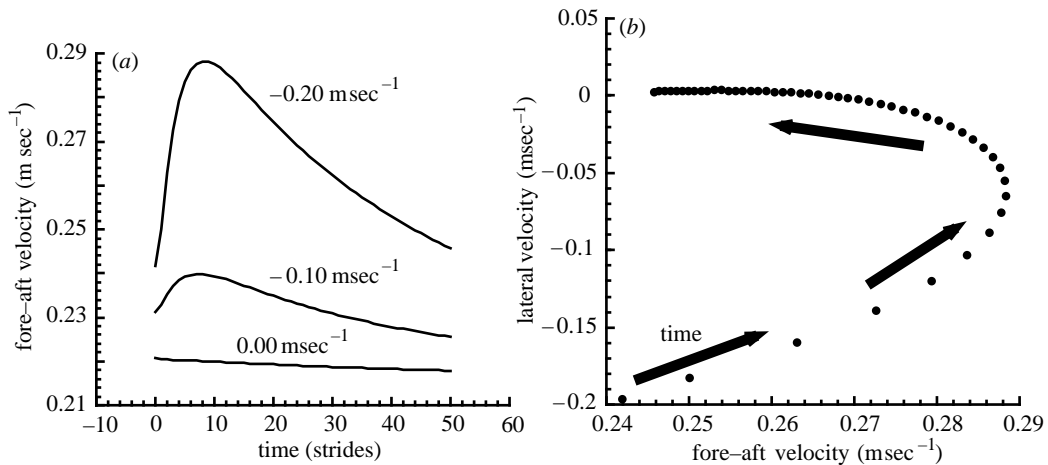 (a)
0.29
0.27
0.25
0.23
0.21
fore–aft velocity (m sec−1)
−0.20 msec−1
−0.10 msec−1
0.00 msec−1
−10 0 10 20 30 40 50 60
time (strides)
(b)
0.05
0
−0.05
−0.1
−0.15
−0.2
lateral velocity (msec−1)
time
0.24 0.25 0.26 0.27 0.28 0.29
fore–aft velocity (msec−1)